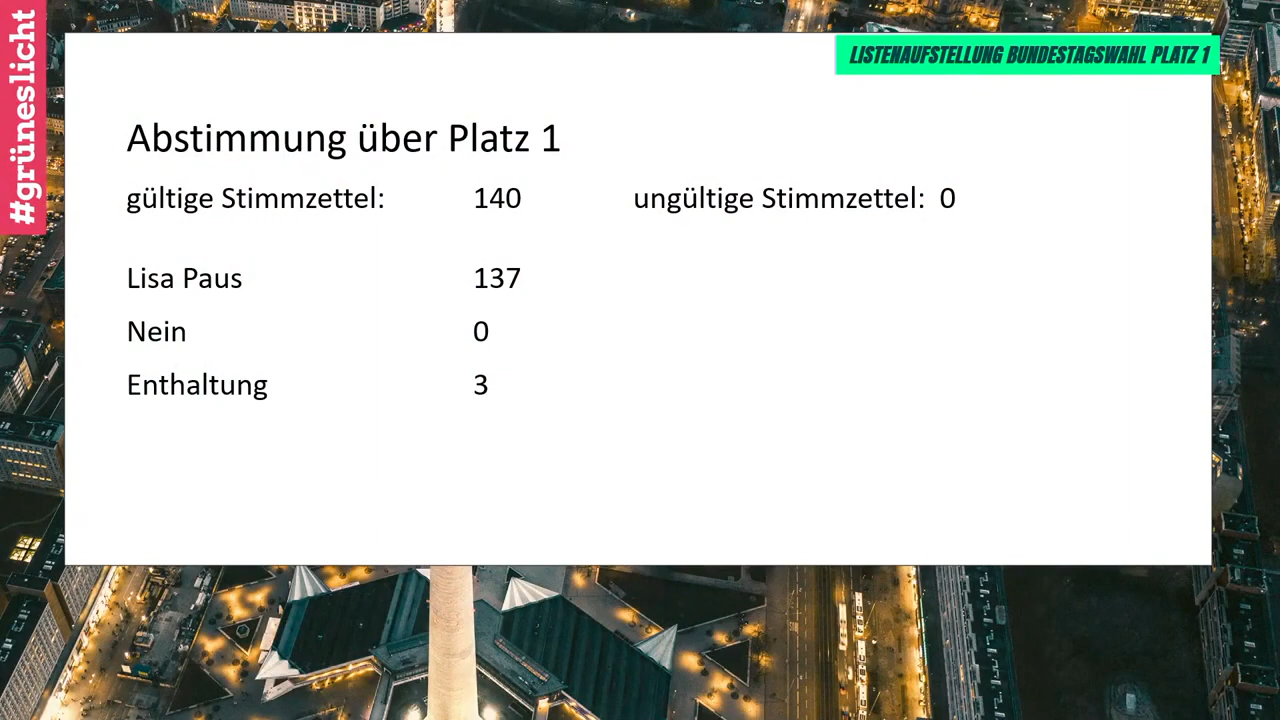 #grüneslicht
LISTENAUFSTELLUNG BUNDESTAGSWAHL PLATZ 1
Abstimmung über Platz 1
gültige Stimmzettel: 140 ungültige Stimmzettel: 0
Lisa Paus 137
Nein 0
Enthaltung 3